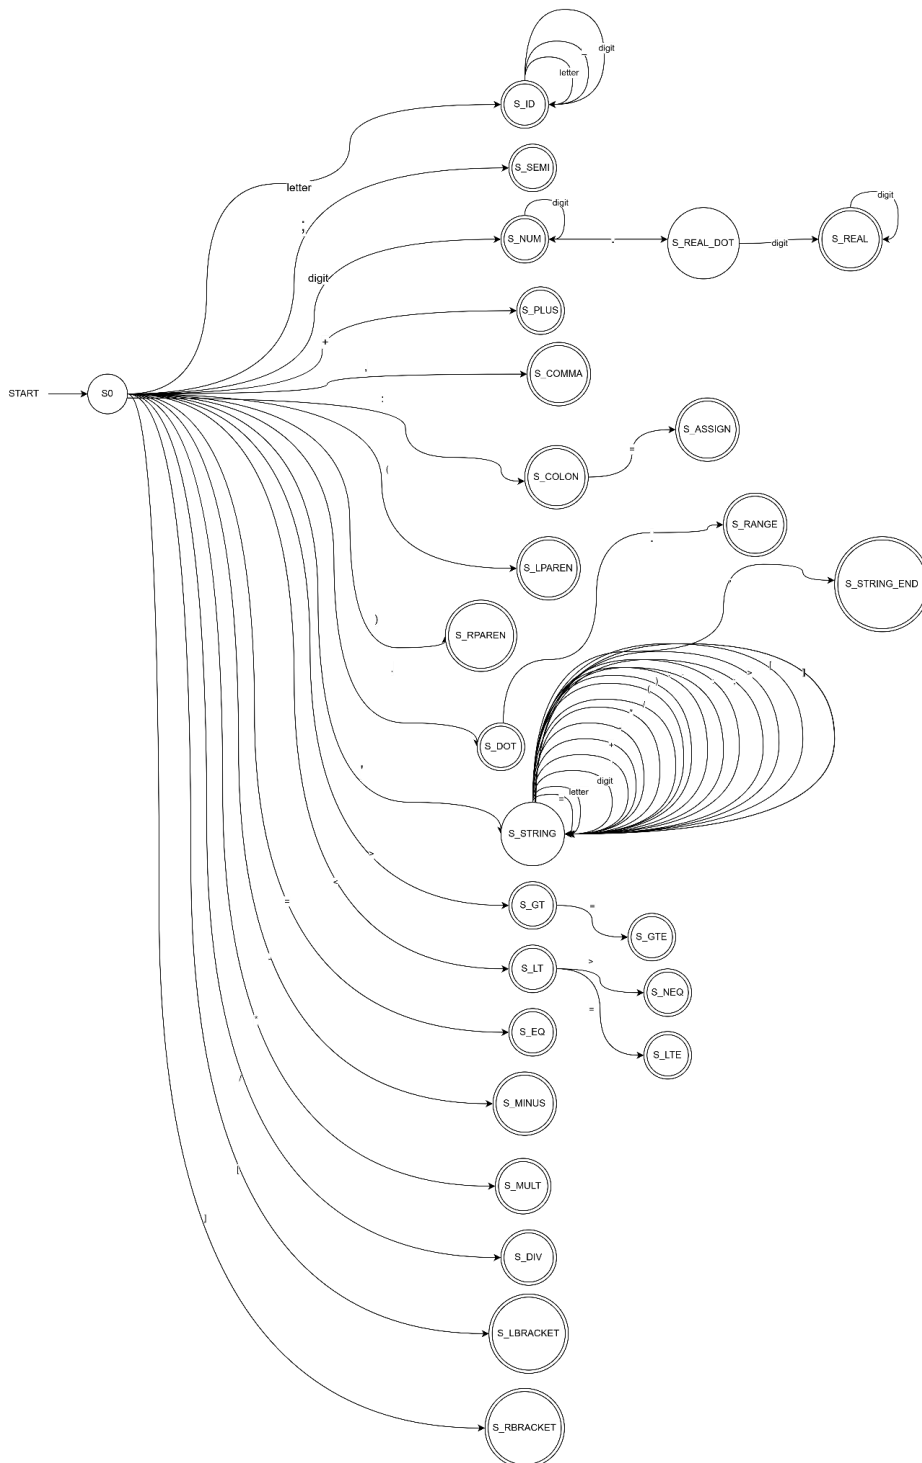 digit
_
letter
S_ID
S_SEMI
letter
;
digit
S_NUM
.
S_REAL_DOT
digit
digit
S_REAL
digit
S_PLUS
+
,
S_COMMA
START
S0
:
S_ASSIGN
=
S_COLON
(
S_RANGE
.
S_LPAREN
S_STRING_END
)
S_RPAREN
.
S_DOT
>
[
]
)
(
/
*
+
digit
letter
=
'
S_STRING
>
<
S_GT
=
S_GTE
S_LT
>
S_NEQ
=
=
S_EQ
S_LTE
-
S_MINUS
*
S_MULT
/
S_DIV
[
S_LBRACKET
]
S_RBRACKET